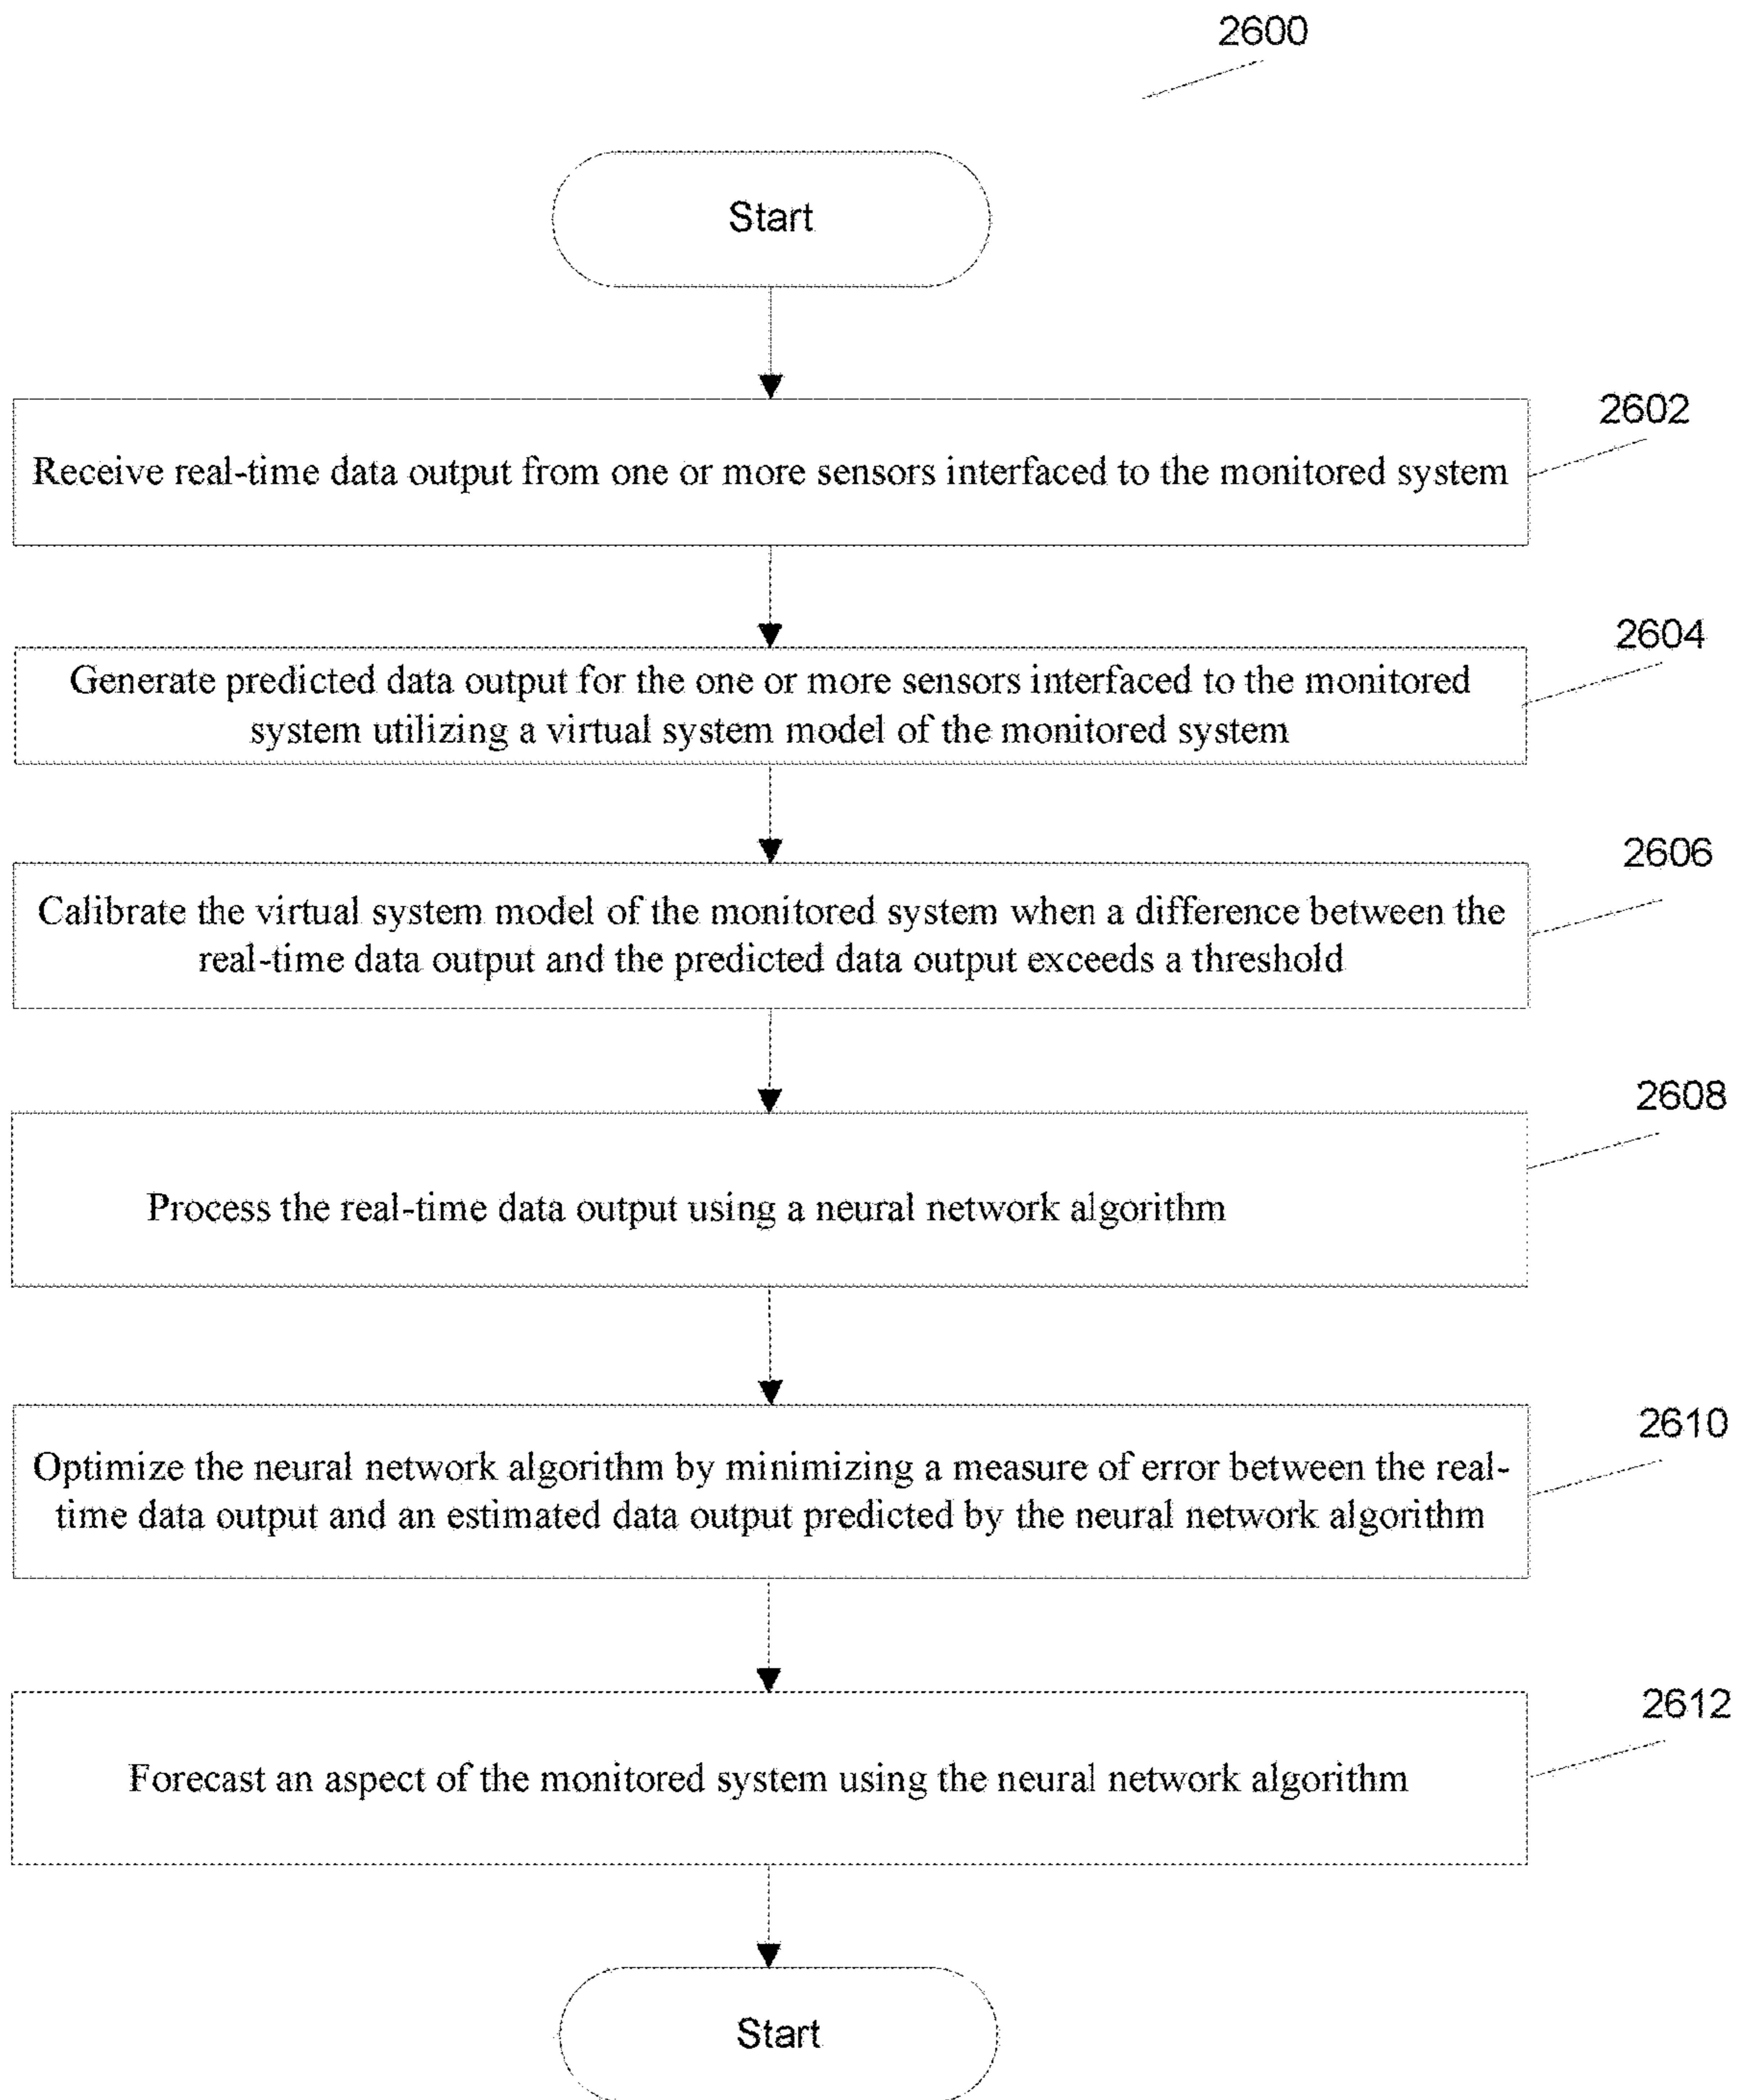 2600
Start
2602
Receive real-time data output from one or more sensors interfaced to the monitored system
2604
Generate predicted data output for the one or more sensors interfaced to the monitored
system utilizing a virtual system model of the monitored system
2606
Calibrate the virtual system model of the monitored system when a difference between the
real-time data output and the predicted data output exceeds a threshold
2608
Process the real-time data output using a neural network algorithm
2610
Optimize the neural network algorithm by minimizing a measure of error between the real-
time data output and an estimated data output predicted by the neural network algorithm
2612
Forecast an aspect of the monitored system using the neural network algorithm
Start